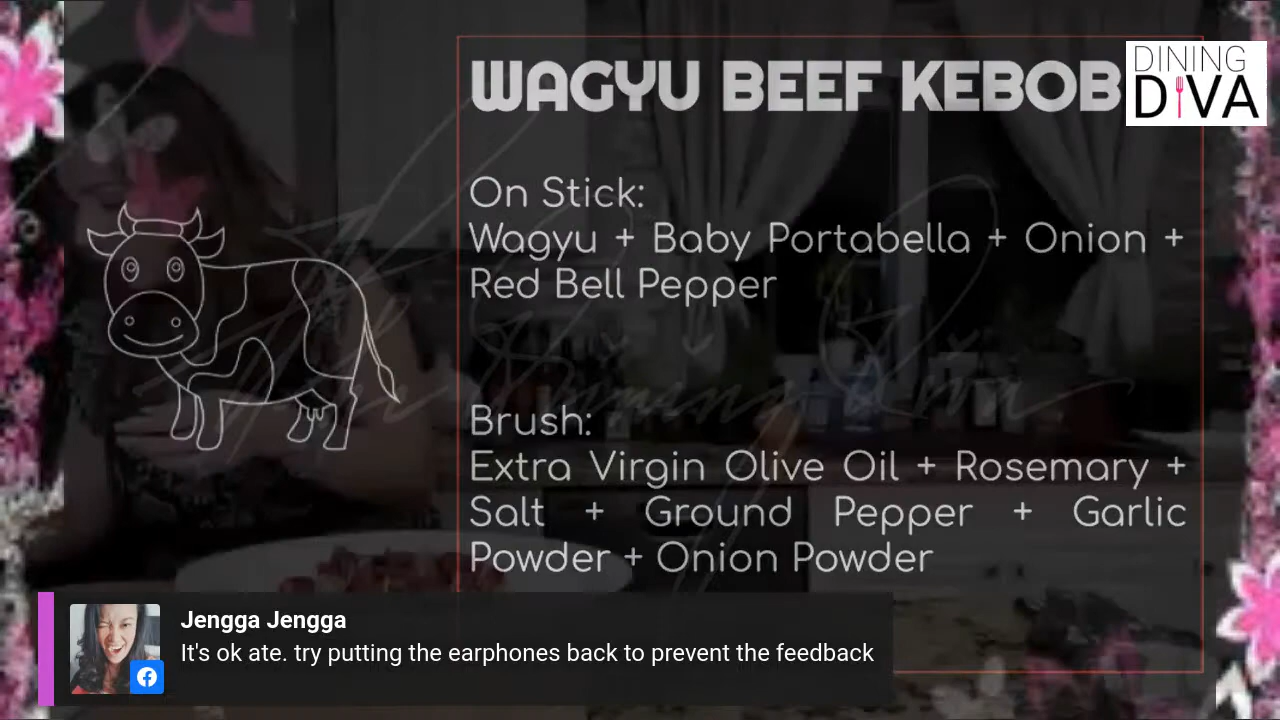 WAGYU BEEF KEBOB
DINING
DIVA
On Stick:
Wagyu + Baby Portabella + Onion +
Red Bell Pepper
Brush:
Extra Virgin Olive Oil + Rosemary +
Salt + Ground Pepper + Garlic
Powder + Onion Powder
Jengga Jengga
It's ok ate. try putting the earphones back to prevent the feedback